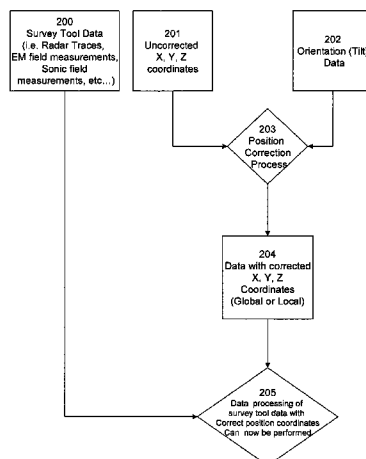 200
Survey Tool Data
(i.e. Radar Traces,
EM field measurements,
Sonic field
measurements, etc...)
201
Uncorrected
X, Y, Z
coordinates
202
Orientation (Tilt)
Data
203
Position
Correction
Process
204
Data with corrected
X, Y, Z
Coordinates
(Global or Local)
205
Data processing of
survey tool data with
Correct position coordinates
Can now be performed